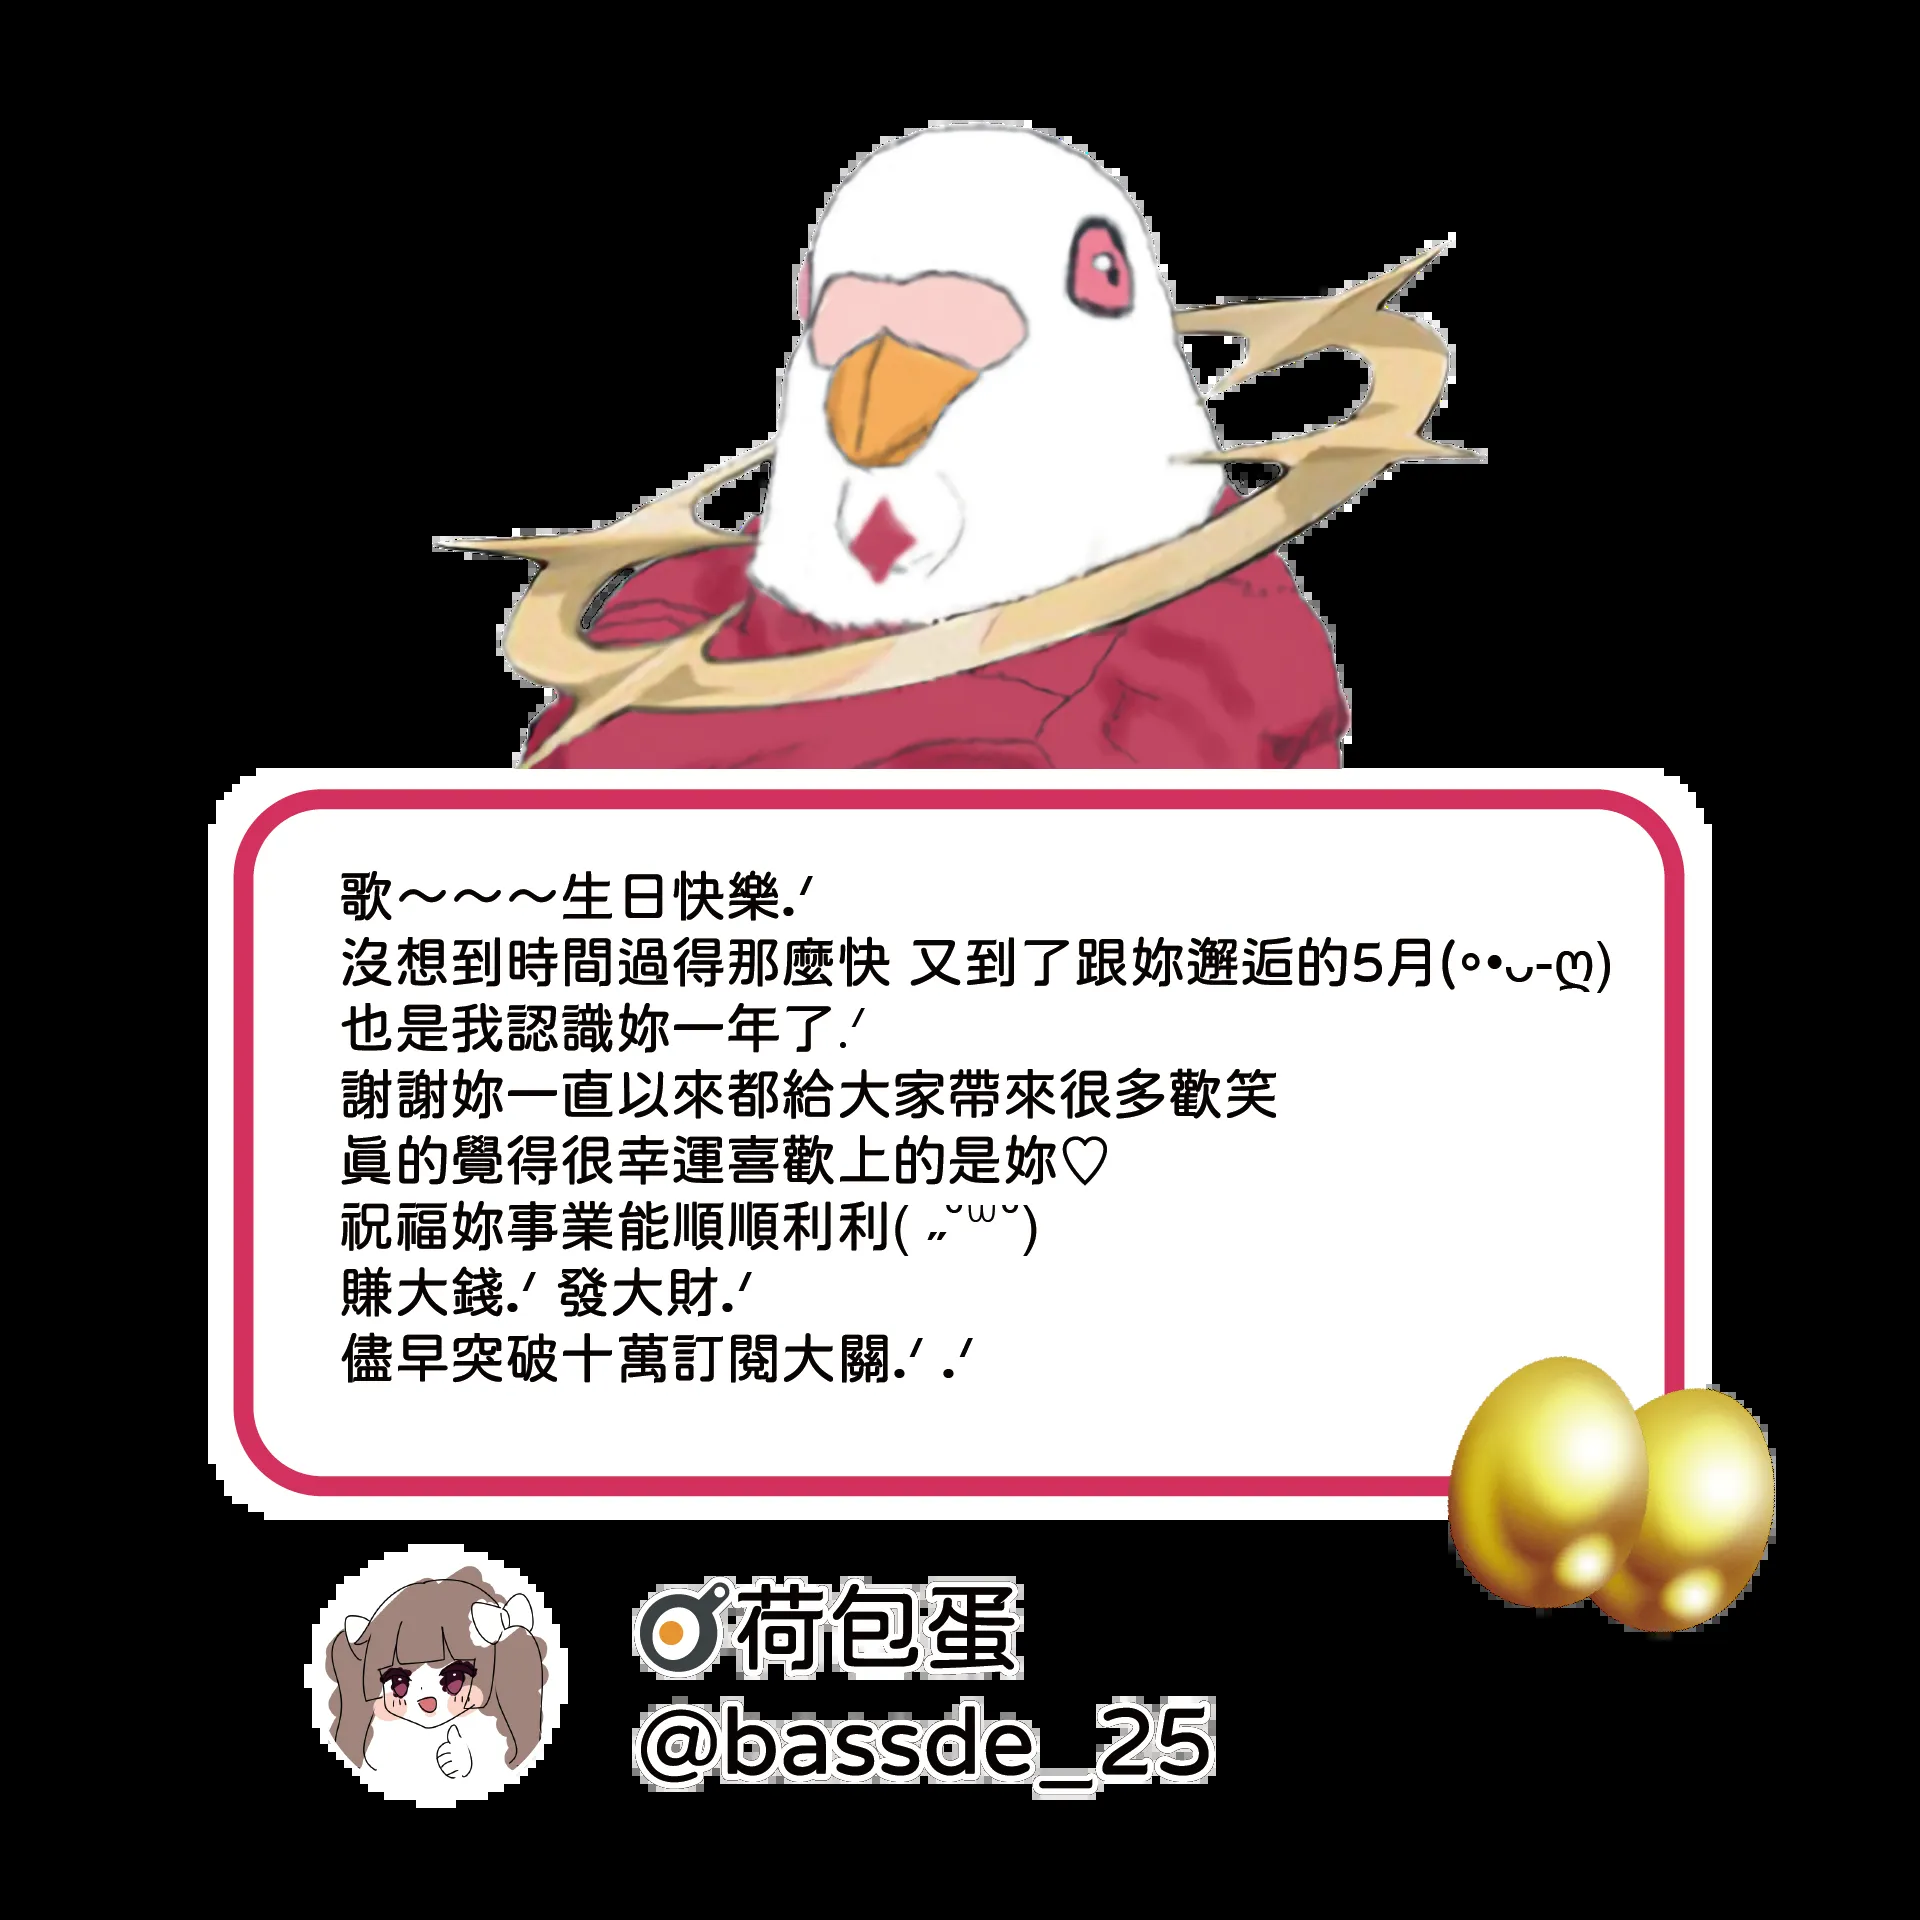 歌～～～生日快樂.ᐟ
沒想到時間過得那麼快 又到了跟妳邂逅的5月(∘•ᴗ-ღ)
也是我認識妳一年了.ᐟ
謝謝妳一直以來都給大家帶來很多歡笑
真的覺得很幸運喜歡上的是妳♡
祝福妳事業能順順利利( ˶˘꒳˘)
賺大錢.ᐟ 發大財.ᐟ
儘早突破十萬訂閱大關.ᐟ .ᐟ
🍳荷包蛋
@bassde_25